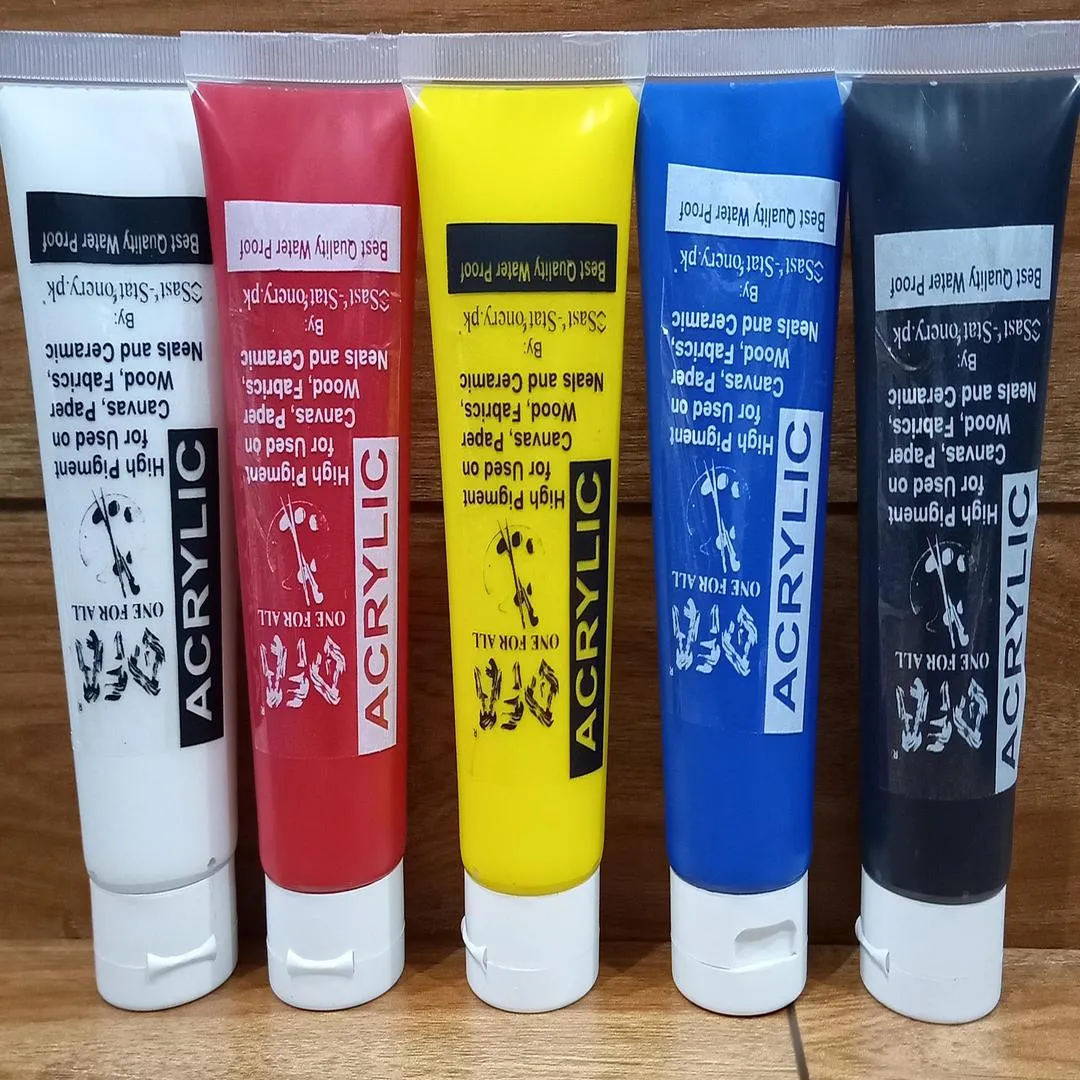 OFA
ONE FOR ALL
ACRYLIC
High Pigment
for Used on
Canvas, Paper
Wood, Fabrics,
Neals and Ceramic
By:
Sasti-Stationery.pk
Best Quality Water Proof
OFA
ONE FOR ALL
ACRYLIC
High Pigment
for Used on
Canvas, Paper
Wood, Fabrics,
Neals and Ceramic
By:
Sasti-Stationery.pk
Best Quality Water Proof
OFA
ONE FOR ALL
ACRYLIC
High Pigment
for Used on
Canvas, Paper
Wood, Fabrics,
Neals and Ceramic
By:
Sasti-Stationery.pk
Best Quality Water Proof
OFA
ONE FOR ALL
ACRYLIC
High Pigment
for Used on
Canvas, Paper
Wood, Fabrics,
Neals and Ceramic
By:
Sasti-Stationery.pk
Best Quality Water Proof
OFA
ONE FOR ALL
ACRYLIC
High Pigment
for Used on
Canvas, Paper
Wood, Fabrics,
Neals and Ceramic
By:
Sasti-Stationery.pk
Best Quality Water Proof